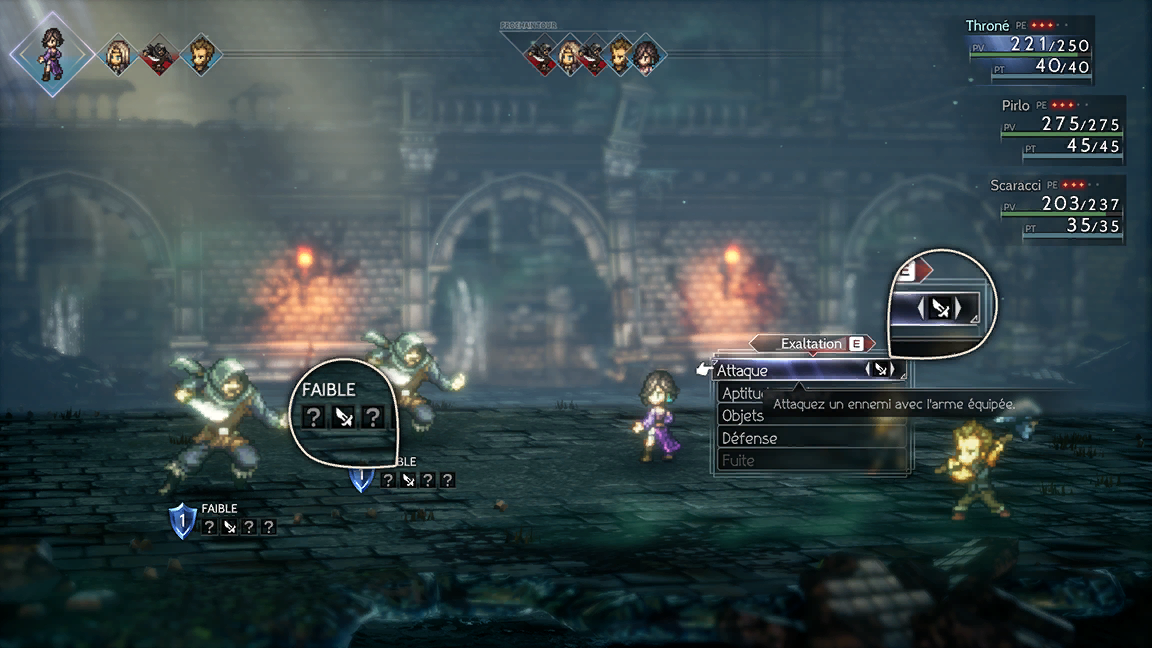 PROCHAIN TOUR
Throné PE
PV 221/250
PT 40/40
Pirlo PE
PV 275/275
PT 45/45
Scaracci PE
PV 203/237
PT 35/35
E
Exaltation E
Attaque
Aptitu
Attaquez un ennemi avec l'arme équipée.
Objets
Défense
Fuite
FAIBLE
? ?
BLE
1 ? ? ?
FAIBLE
1 ? ? ?